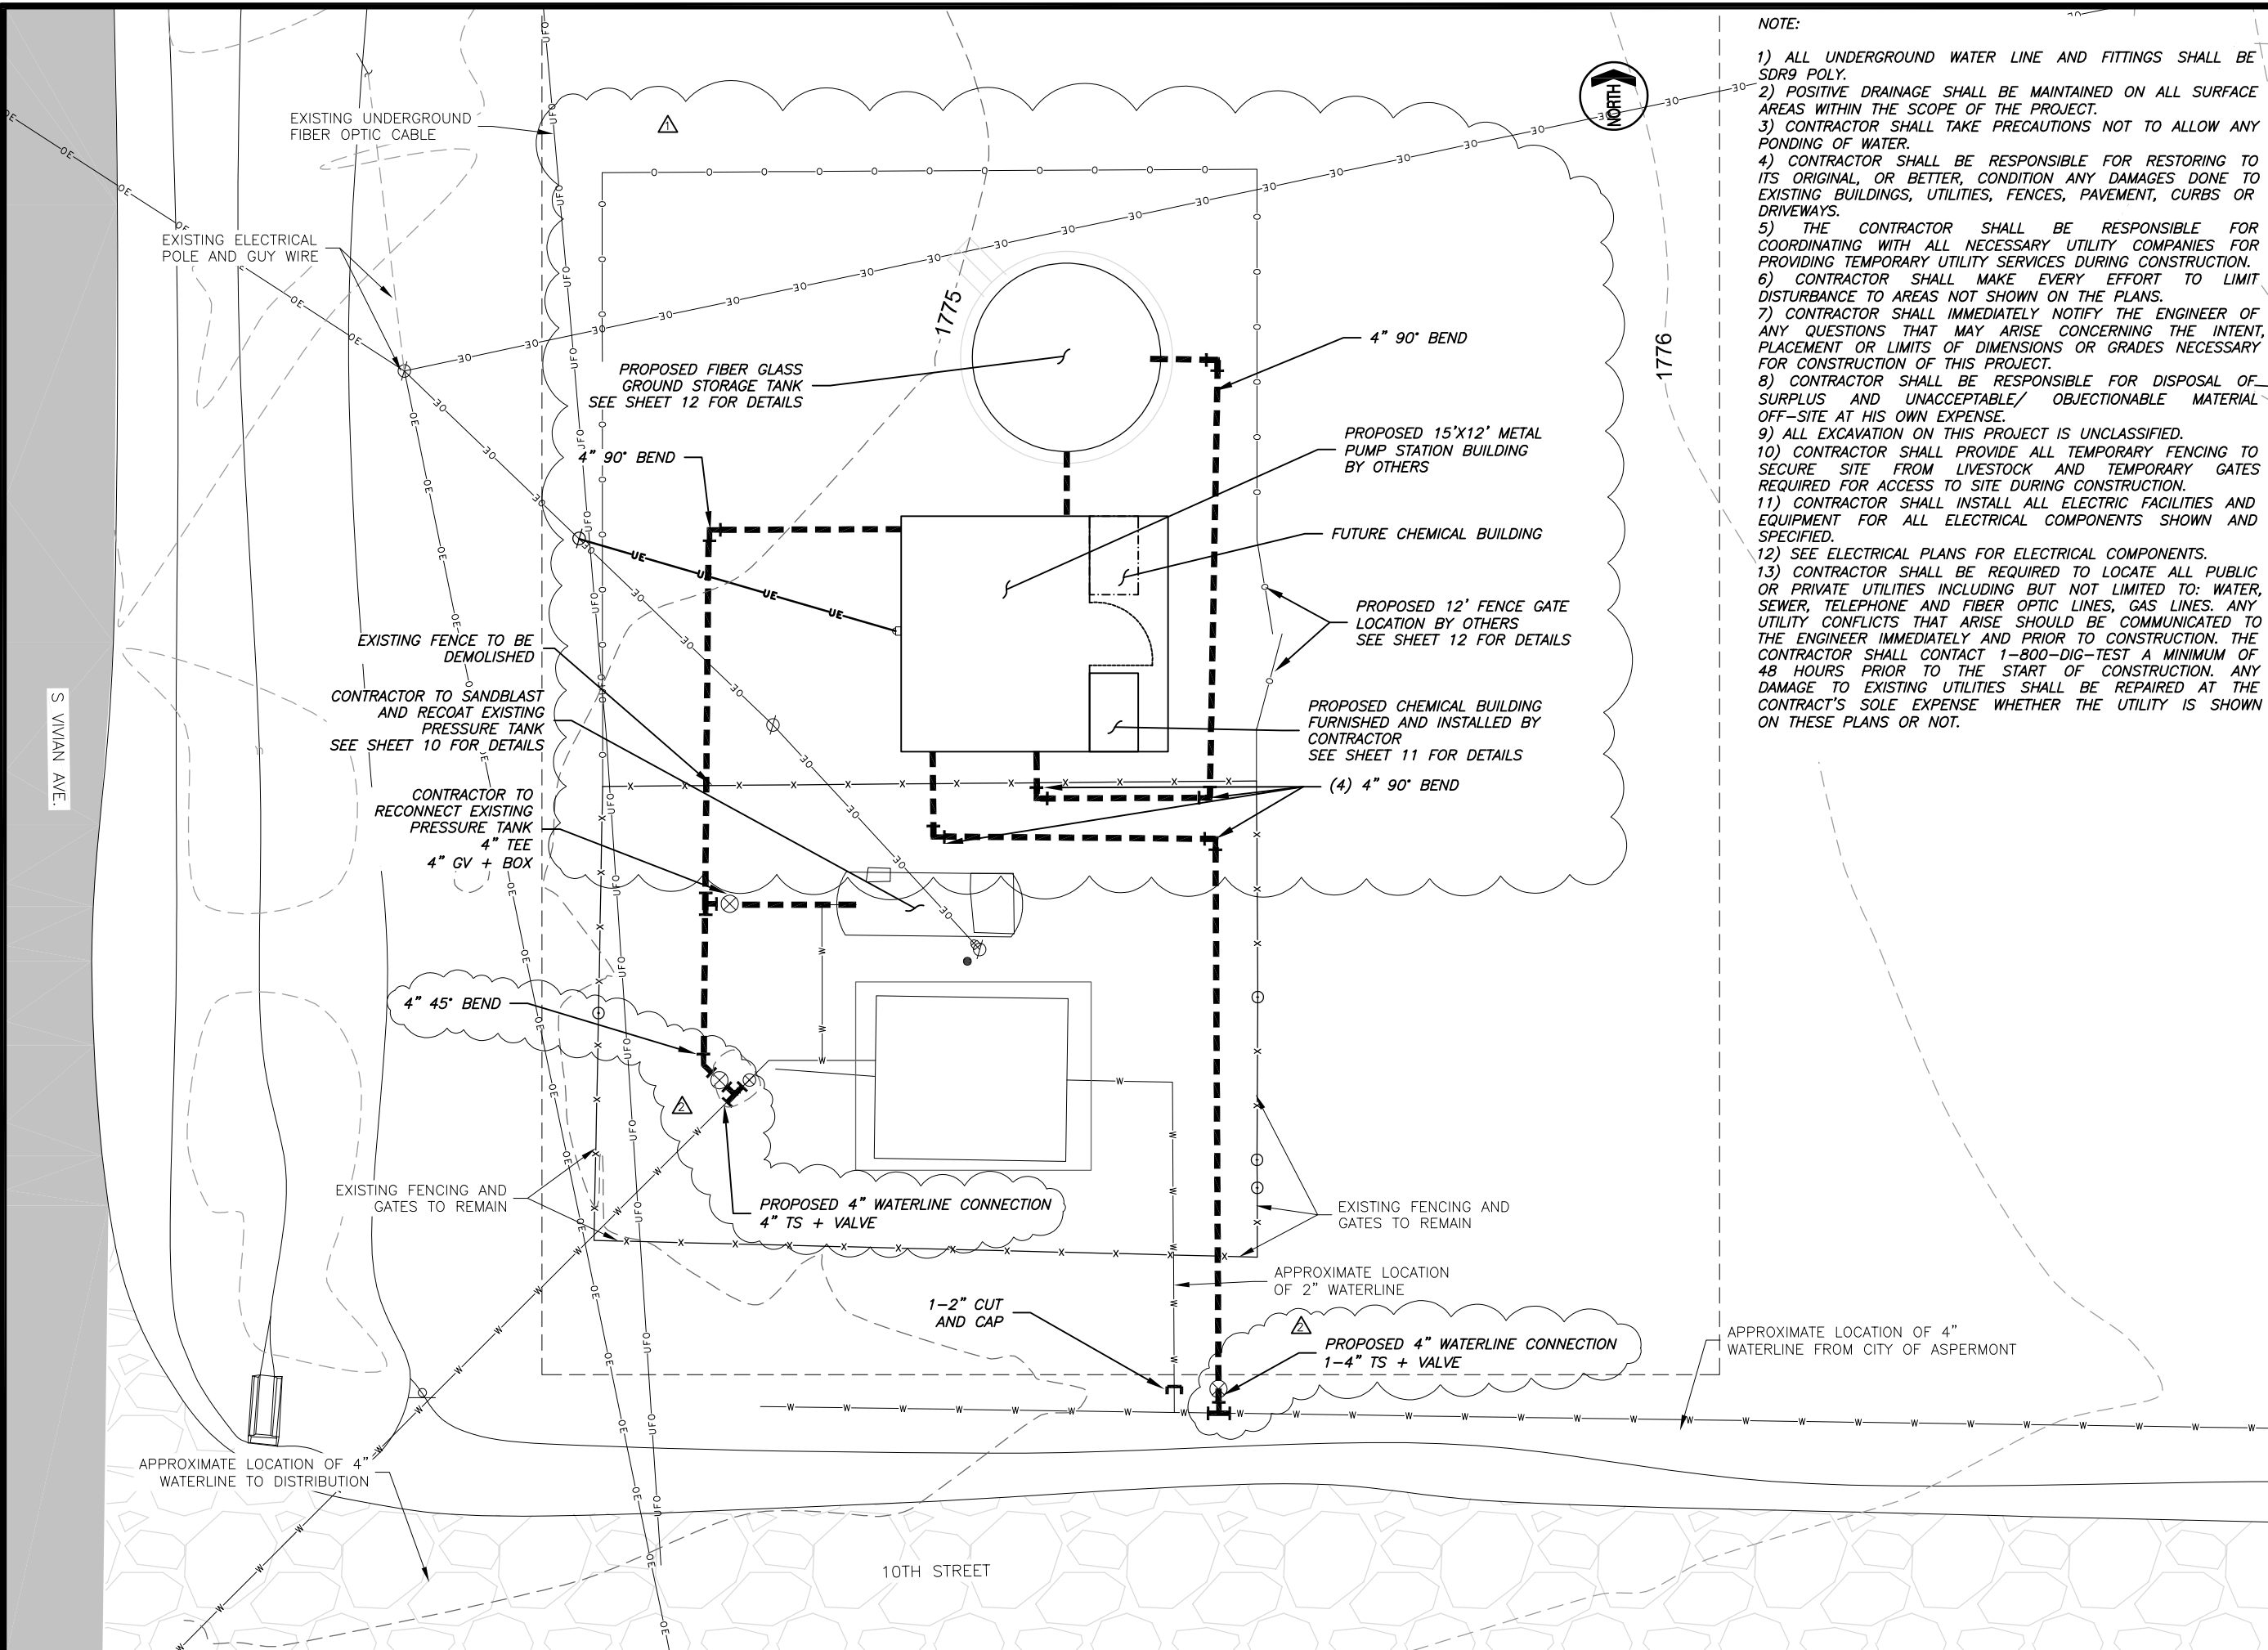 NOTE:
1) ALL UNDERGROUND WATER LINE AND FITTINGS SHALL BE
SDR9 POLY.
2) POSITIVE DRAINAGE SHALL BE MAINTAINED ON ALL SURFACE
AREAS WITHIN THE SCOPE OF THE PROJECT.
3) CONTRACTOR SHALL TAKE PRECAUTIONS NOT TO ALLOW ANY
PONDING OF WATER.
4) CONTRACTOR SHALL BE RESPONSIBLE FOR RESTORING TO
ITS ORIGINAL, OR BETTER, CONDITION ANY DAMAGES DONE TO
EXISTING BUILDINGS, UTILITIES, FENCES, PAVEMENT, CURBS OR
DRIVEWAYS.
5) THE CONTRACTOR SHALL BE RESPONSIBLE FOR
COORDINATING WITH ALL NECESSARY UTILITY COMPANIES FOR
PROVIDING TEMPORARY UTILITY SERVICES DURING CONSTRUCTION.
6) CONTRACTOR SHALL MAKE EVERY EFFORT TO LIMIT
DISTURBANCE TO AREAS NOT SHOWN ON THE PLANS.
7) CONTRACTOR SHALL IMMEDIATELY NOTIFY THE ENGINEER OF
ANY QUESTIONS THAT MAY ARISE CONCERNING THE INTENT,
PLACEMENT OR LIMITS OF DIMENSIONS OR GRADES NECESSARY
FOR CONSTRUCTION OF THIS PROJECT.
8) CONTRACTOR SHALL BE RESPONSIBLE FOR DISPOSAL OF
SURPLUS AND UNACCEPTABLE/ OBJECTIONABLE MATERIAL
OFF-SITE AT HIS OWN EXPENSE.
9) ALL EXCAVATION ON THIS PROJECT IS UNCLASSIFIED.
10) CONTRACTOR SHALL PROVIDE ALL TEMPORARY FENCING TO
SECURE SITE FROM LIVESTOCK AND TEMPORARY GATES
REQUIRED FOR ACCESS TO SITE DURING CONSTRUCTION.
11) CONTRACTOR SHALL INSTALL ALL ELECTRIC FACILITIES AND
EQUIPMENT FOR ALL ELECTRICAL COMPONENTS SHOWN AND
SPECIFIED.
12) SEE ELECTRICAL PLANS FOR ELECTRICAL COMPONENTS.
13) CONTRACTOR SHALL BE REQUIRED TO LOCATE ALL PUBLIC
OR PRIVATE UTILITIES INCLUDING BUT NOT LIMITED TO: WATER,
SEWER, TELEPHONE AND FIBER OPTIC LINES, GAS LINES. ANY
UTILITY CONFLICTS THAT ARISE SHOULD BE COMMUNICATED TO
THE ENGINEER IMMEDIATELY AND PRIOR TO CONSTRUCTION. THE
CONTRACTOR SHALL CONTACT 1-800-DIG-TEST A MINIMUM OF
48 HOURS PRIOR TO THE START OF CONSTRUCTION. ANY
DAMAGE TO EXISTING UTILITIES SHALL BE REPAIRED AT THE
CONTRACT'S SOLE EXPENSE WHETHER THE UTILITY IS SHOWN
ON THESE PLANS OR NOT.
NORTH
1
EXISTING UNDERGROUND
FIBER OPTIC CABLE
EXISTING ELECTRICAL
POLE AND GUY WIRE
1775
1776
4" 90° BEND
PROPOSED FIBER GLASS
GROUND STORAGE TANK
SEE SHEET 12 FOR DETAILS
4" 90° BEND
PROPOSED 15'X12' METAL
PUMP STATION BUILDING
BY OTHERS
FUTURE CHEMICAL BUILDING
UE UE UE UE
PROPOSED 12' FENCE GATE
LOCATION BY OTHERS
SEE SHEET 12 FOR DETAILS
EXISTING FENCE TO BE
DEMOLISHED
CONTRACTOR TO SANDBLAST
AND RECOAT EXISTING
PRESSURE TANK
SEE SHEET 10 FOR DETAILS
PROPOSED CHEMICAL BUILDING
FURNISHED AND INSTALLED BY
CONTRACTOR
SEE SHEET 11 FOR DETAILS
S VIVIAN AVE.
(4) 4" 90° BEND
CONTRACTOR TO
RECONNECT EXISTING
PRESSURE TANK
4" TEE
4" GV + BOX
4" 45° BEND
2
EXISTING FENCING AND
GATES TO REMAIN
PROPOSED 4" WATERLINE CONNECTION
4" TS + VALVE
EXISTING FENCING AND
GATES TO REMAIN
APPROXIMATE LOCATION
OF 2" WATERLINE
1-2" CUT
AND CAP
2
PROPOSED 4" WATERLINE CONNECTION
1-4" TS + VALVE
APPROXIMATE LOCATION OF 4"
WATERLINE FROM CITY OF ASPERMONT
APPROXIMATE LOCATION OF 4"
WATERLINE TO DISTRIBUTION
10TH STREET